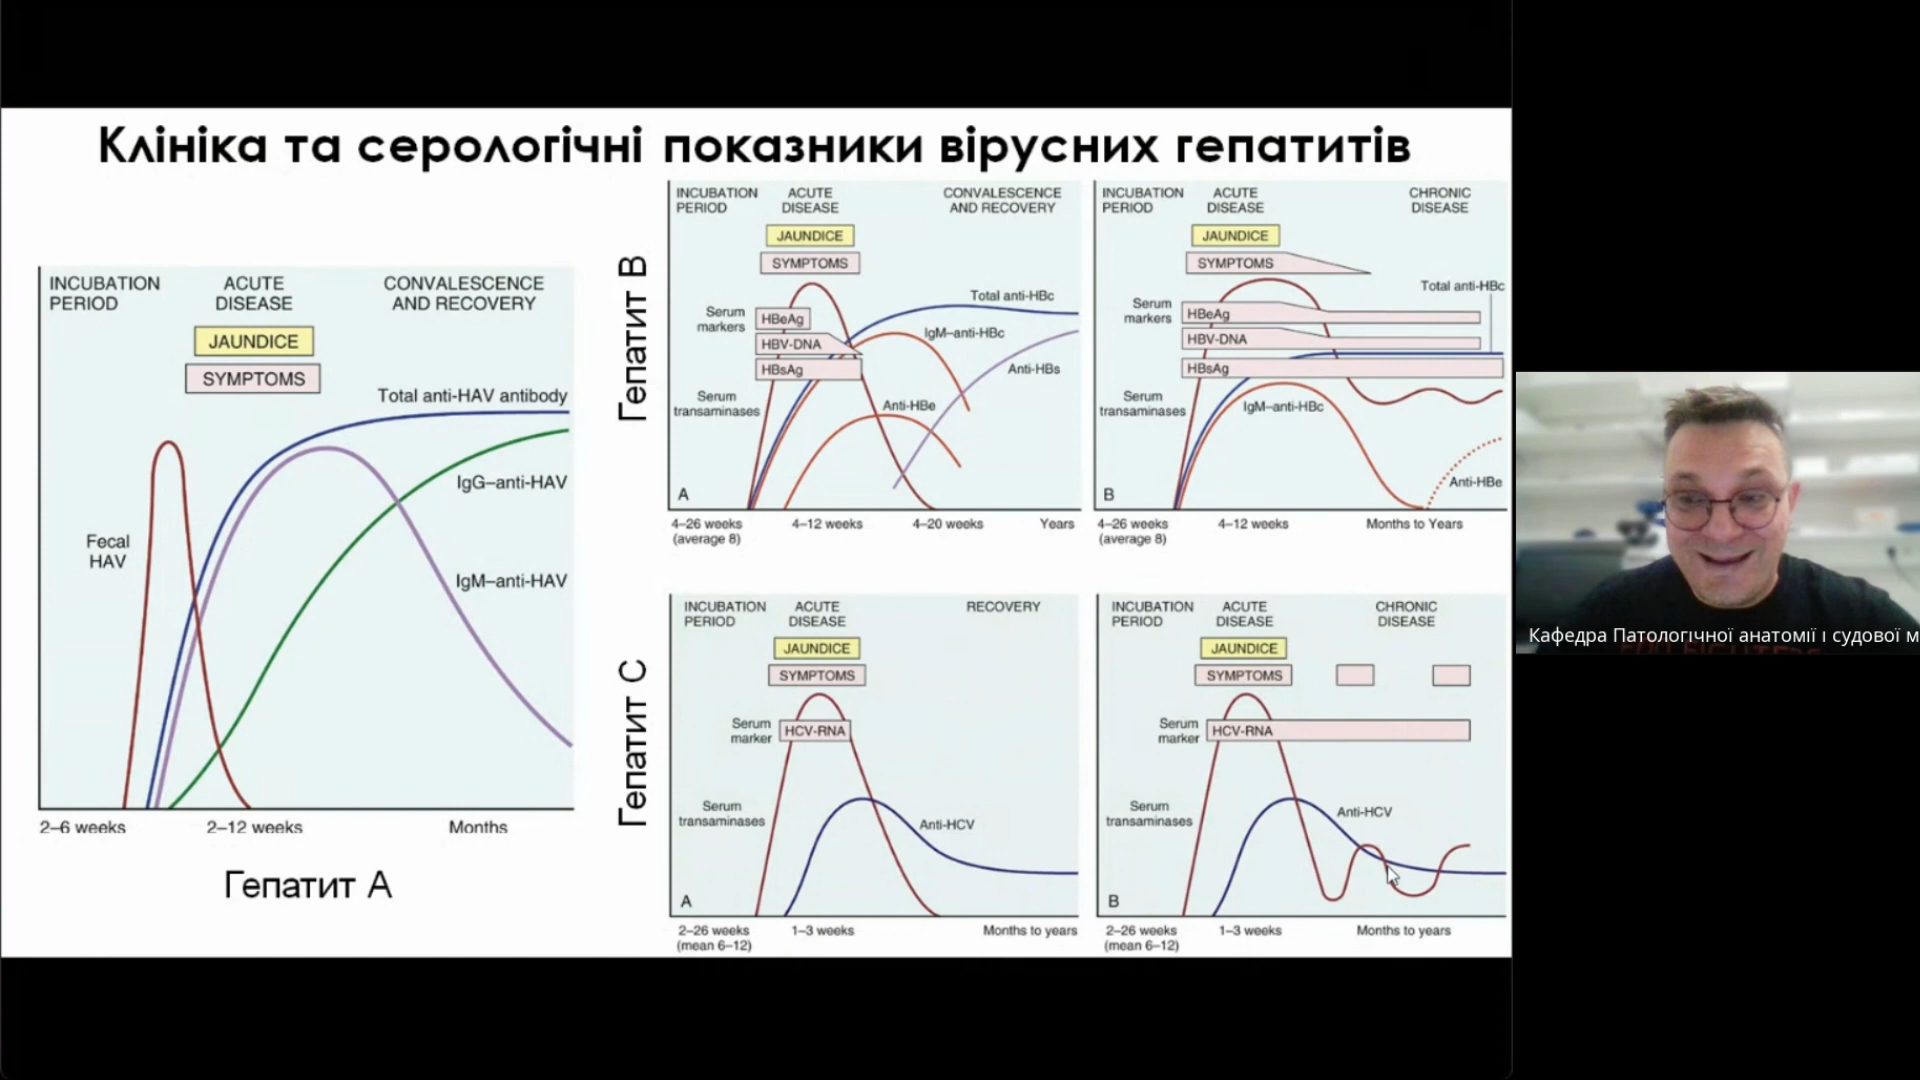 Клініка та серологічні показники вірусних гепатитів
INCUBATION
PERIOD
ACUTE
DISEASE
CONVALESCENCE
AND RECOVERY
JAUNDICE
SYMPTOMS
Total anti-HAV antibody
IgG–anti-HAV
Fecal
HAV
IgM–anti-HAV
2–6 weeks
2–12 weeks
Months
Гепатит А
Гепатит В
INCUBATION
PERIOD
ACUTE
DISEASE
CONVALESCENCE
AND RECOVERY
JAUNDICE
SYMPTOMS
Total anti-HBc
Serum
markers
HBeAg
IgM–anti-HBc
HBV-DNA
HBsAg
Anti-HBs
Serum
transaminases
Anti-HBe
A
4–26 weeks
(average 8)
4–12 weeks
4–20 weeks
Years
INCUBATION
PERIOD
ACUTE
DISEASE
CHRONIC
DISEASE
JAUNDICE
SYMPTOMS
Total anti-HBc
Serum
markers
HBeAg
HBV-DNA
HBsAg
Serum
transaminases
IgM–anti-HBc
Anti-HBe
B
4–26 weeks
(average 8)
4–12 weeks
Months to Years
Гепатит С
INCUBATION
PERIOD
ACUTE
DISEASE
RECOVERY
JAUNDICE
SYMPTOMS
Serum
marker
HCV-RNA
Serum
transaminases
Anti-HCV
A
2–26 weeks
(mean 6–12)
1–3 weeks
Months to years
INCUBATION
PERIOD
ACUTE
DISEASE
CHRONIC
DISEASE
JAUNDICE
SYMPTOMS
Serum
marker
HCV-RNA
Serum
transaminases
Anti-HCV
B
2–26 weeks
(mean 6–12)
1–3 weeks
Months to years
Кафедра Патологічної анатомії і судової м